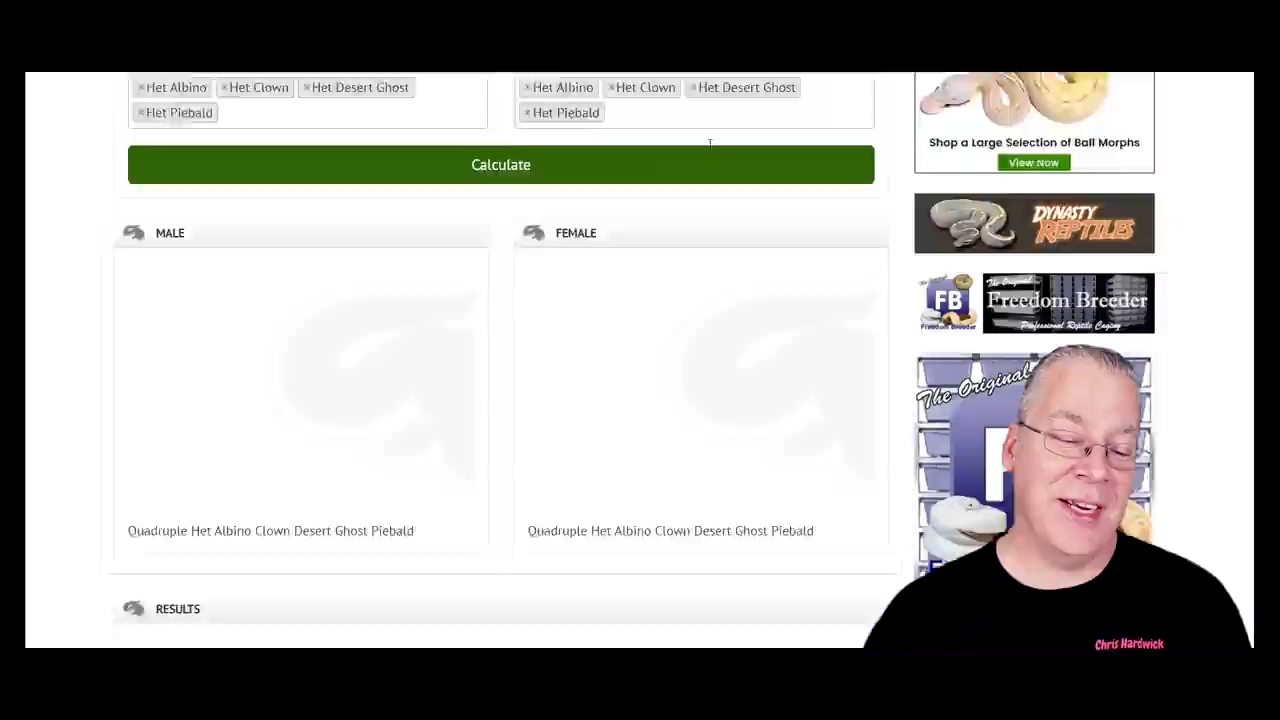 ×Het Albino ×Het Clown ×Het Desert Ghost
×Het Piebald
×Het Albino ×Het Clown ×Het Desert Ghost
×Het Piebald
Calculate
MALE
FEMALE
Quadruple Het Albino Clown Desert Ghost Piebald
Quadruple Het Albino Clown Desert Ghost Piebald
RESULTS
Shop a Large Selection of Ball Morphs
View Now
DYNASTY
REPTILES
The Original
FB
Freedom Breeder
Freedom Breeder
Professional Reptile Caging
The Original
Chris Hardwick